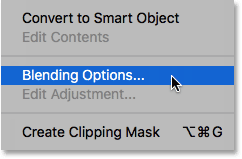 Convert to Smart Object
Edit Contents
Blending Options...
Edit Adjustment...
Create Clipping Mask ⌥⌘G